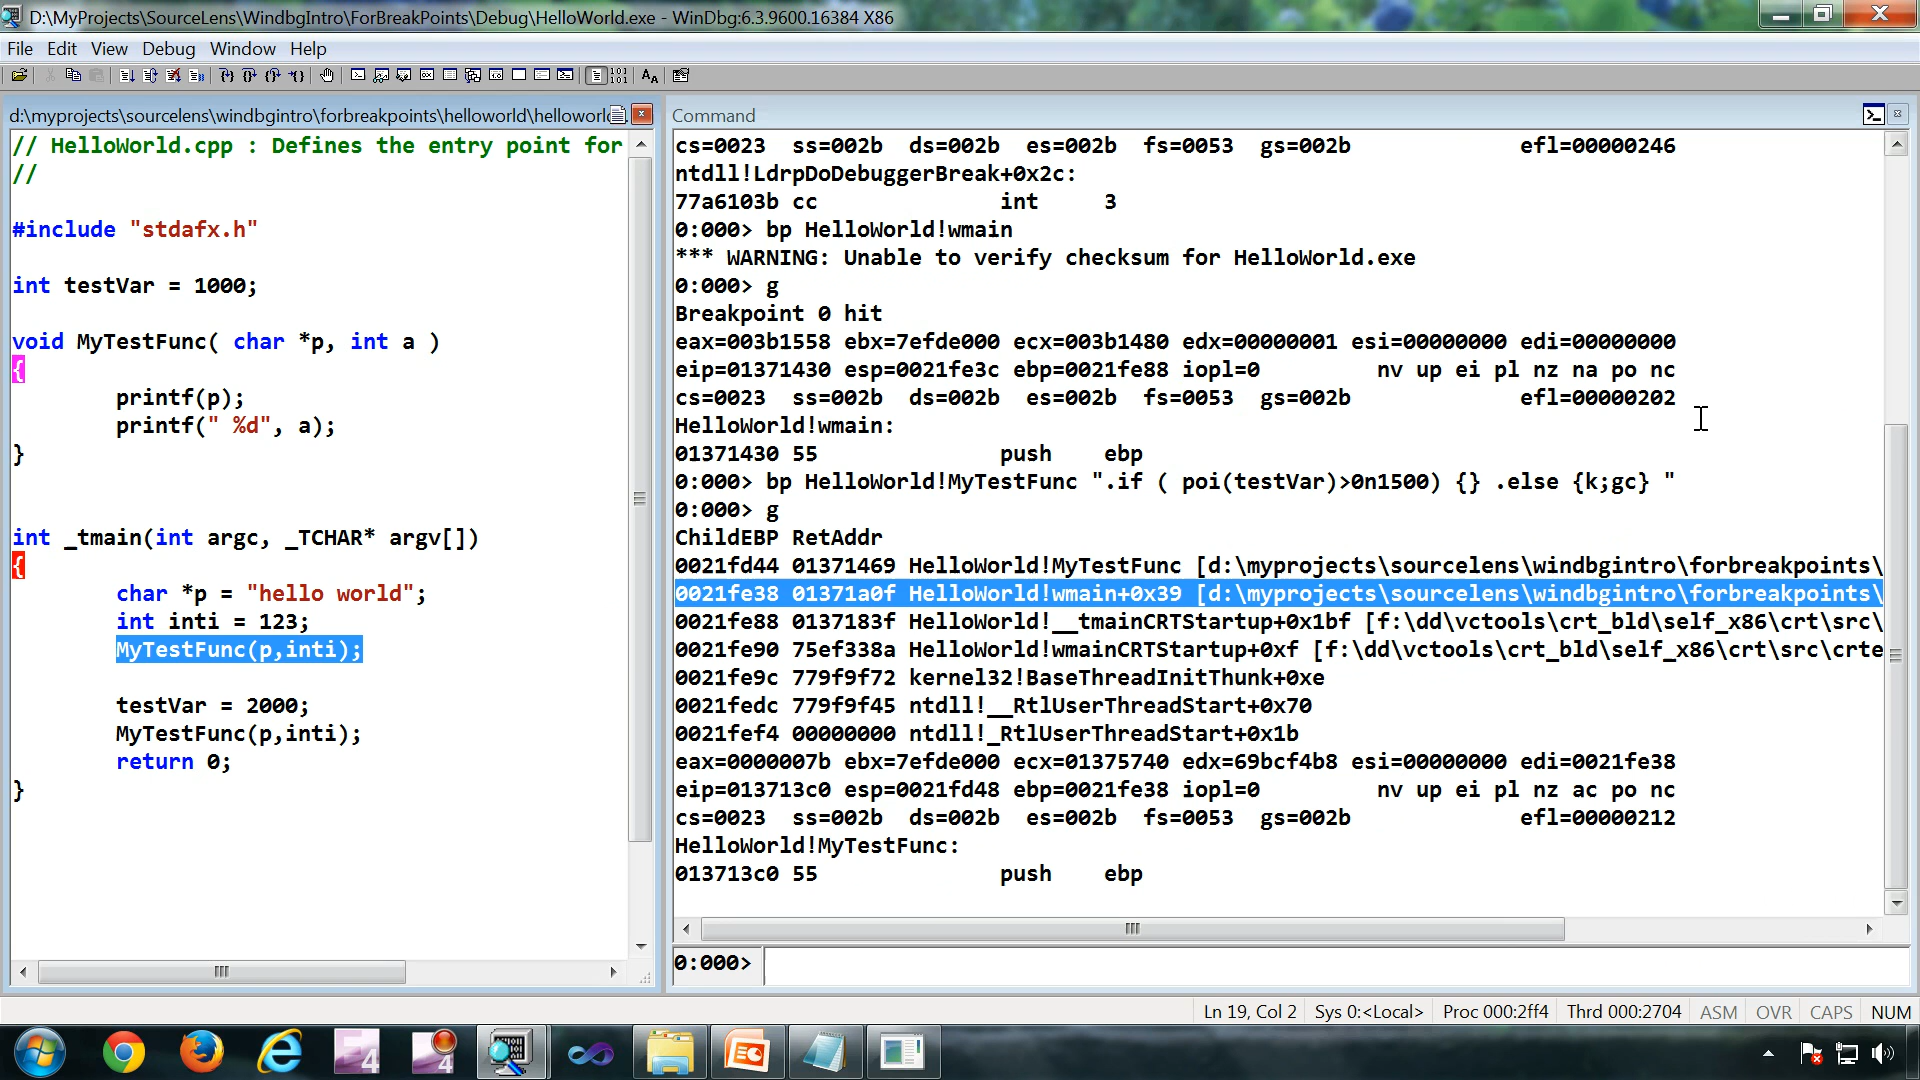 D:\MyProjects\SourceLens\WindbgIntro\ForBreakPoints\Debug\HelloWorld.exe - WinDbg:6.3.9600.16384 X86
File Edit View Debug Window Help
d:\myprojects\sourcelens\windbgintro\forbreakpoints\helloworld\helloworl
// HelloWorld.cpp : Defines the entry point for
//
#include "stdafx.h"
int testVar = 1000;
void MyTestFunc( char *p, int a )
{
printf(p);
printf(" %d", a);
}
int _tmain(int argc, _TCHAR* argv[])
{
char *p = "hello world";
int inti = 123;
MyTestFunc(p,inti);
testVar = 2000;
MyTestFunc(p,inti);
return 0;
}
Command
cs=0023 ss=002b ds=002b es=002b fs=0053 gs=002b efl=00000246
ntdll!LdrpDoDebuggerBreak+0x2c:
77a6103b cc int 3
0:000> bp HelloWorld!wmain
*** WARNING: Unable to verify checksum for HelloWorld.exe
0:000> g
Breakpoint 0 hit
eax=003b1558 ebx=7efde000 ecx=003b1480 edx=00000001 esi=00000000 edi=00000000
eip=01371430 esp=0021fe3c ebp=0021fe88 iopl=0 nv up ei pl nz na po nc
cs=0023 ss=002b ds=002b es=002b fs=0053 gs=002b efl=00000202
HelloWorld!wmain:
01371430 55 push ebp
0:000> bp HelloWorld!MyTestFunc ".if ( poi(testVar)>0n1500) {} .else {k;gc} "
0:000> g
ChildEBP RetAddr
0021fd44 01371469 HelloWorld!MyTestFunc [d:\myprojects\sourcelens\windbgintro\forbreakpoints\
0021fe38 01371a0f HelloWorld!wmain+0x39 [d:\myprojects\sourcelens\windbgintro\forbreakpoints\
0021fe88 0137183f HelloWorld!__tmainCRTStartup+0x1bf [f:\dd\vctools\crt_bld\self_x86\crt\src\
0021fe90 75ef338a HelloWorld!wmainCRTStartup+0xf [f:\dd\vctools\crt_bld\self_x86\crt\src\crte
0021fe9c 779f9f72 kernel32!BaseThreadInitThunk+0xe
0021fedc 779f9f45 ntdll!__RtlUserThreadStart+0x70
0021fef4 00000000 ntdll!_RtlUserThreadStart+0x1b
eax=0000007b ebx=7efde000 ecx=01375740 edx=69bcf4b8 esi=00000000 edi=0021fe38
eip=013713c0 esp=0021fd48 ebp=0021fe38 iopl=0 nv up ei pl nz ac po nc
cs=0023 ss=002b ds=002b es=002b fs=0053 gs=002b efl=00000212
HelloWorld!MyTestFunc:
013713c0 55 push ebp
0:000>
Ln 19, Col 2 Sys 0:<Local> Proc 000:2ff4 Thrd 000:2704 ASM OVR CAPS NUM